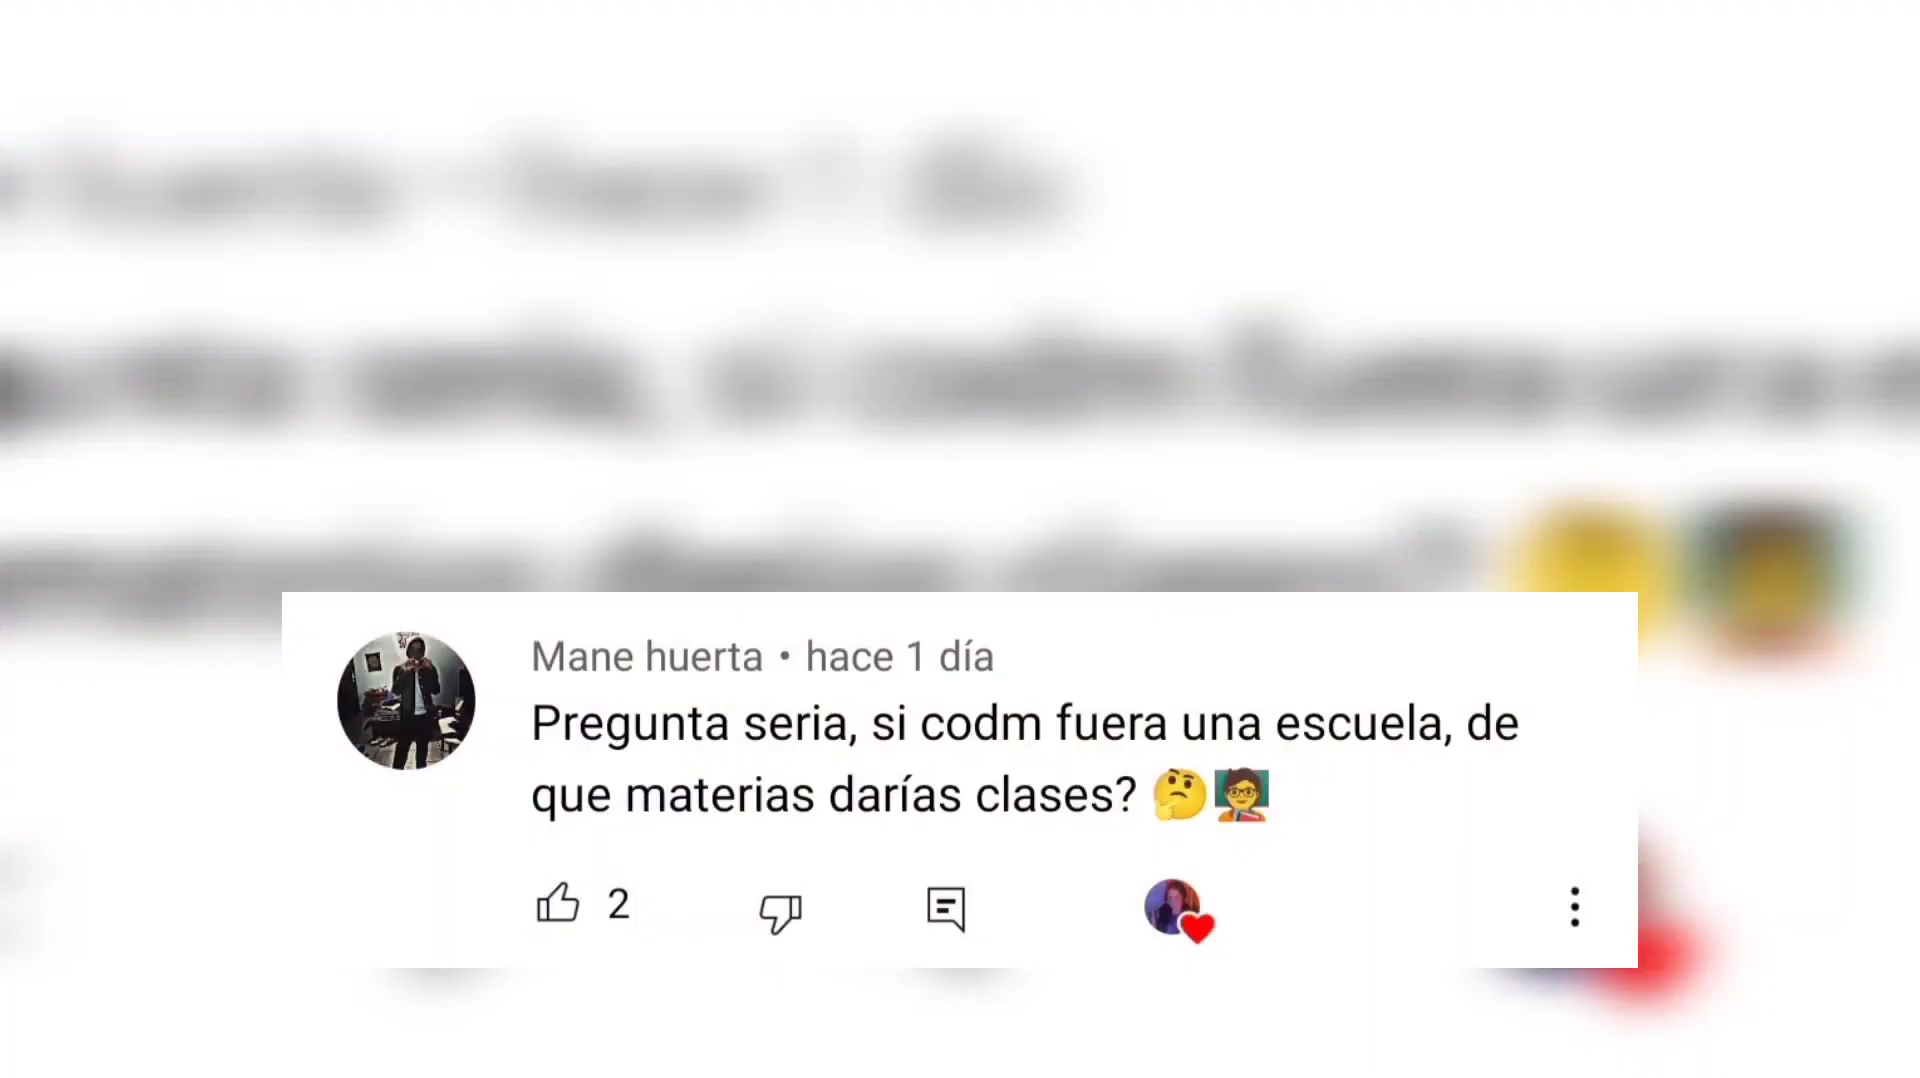 Mane huerta • hace 1 día
Pregunta seria, si codm fuera una escuela, de
que materias darías clases? 🤔🧑‍🏫
2